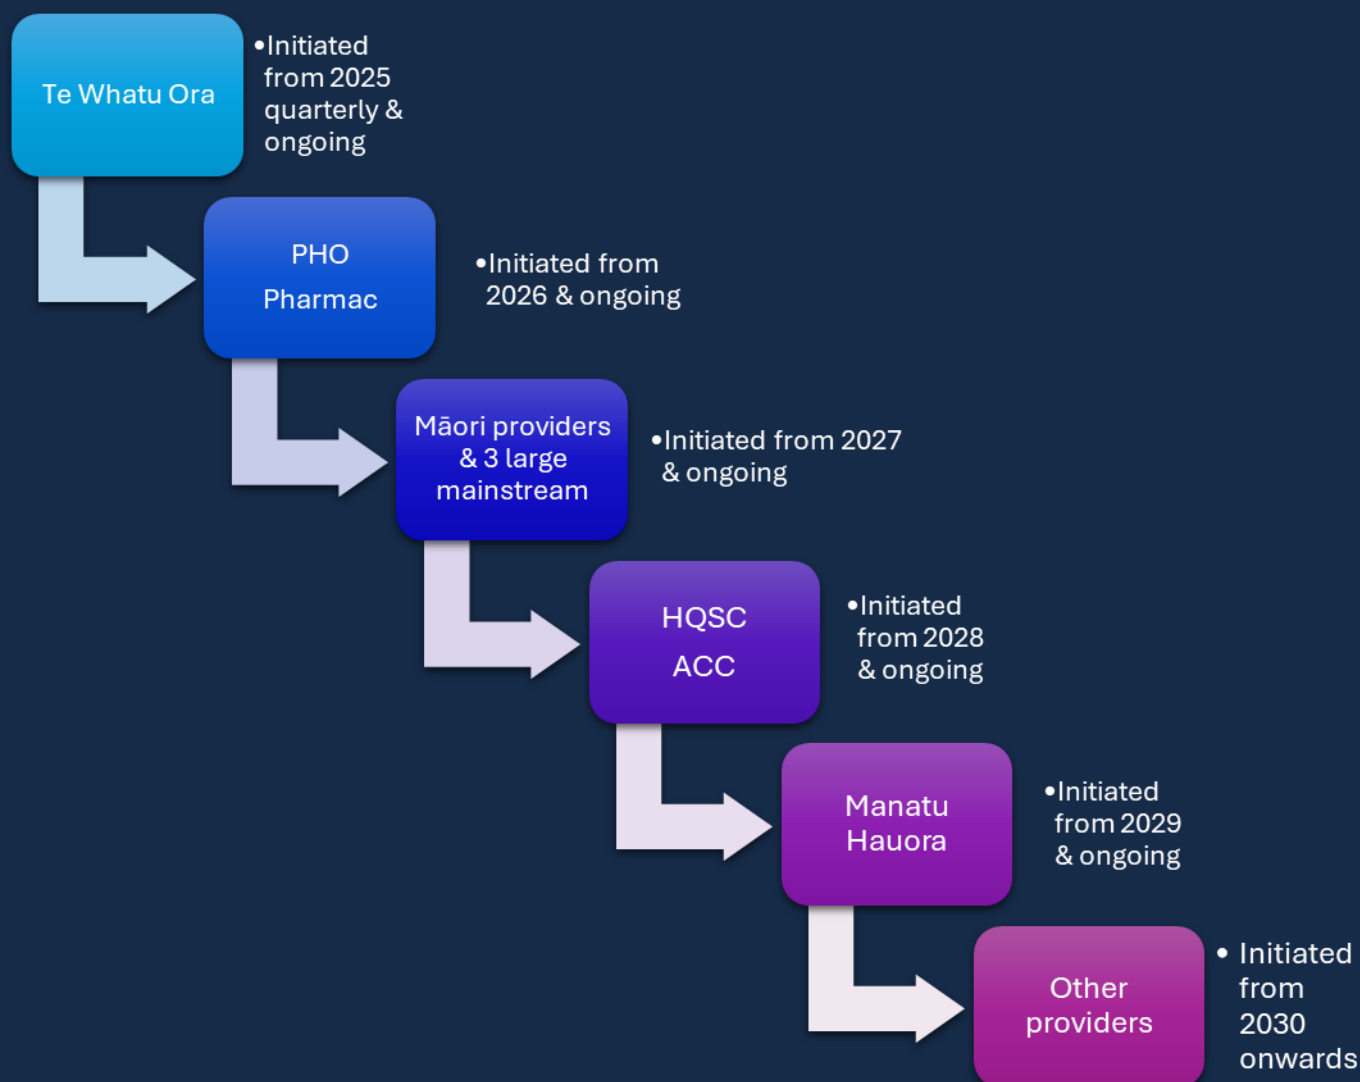 Te Whatu Ora
•Initiated
from 2025
quarterly &
ongoing
PHO
Pharmac
•Initiated from
2026 & ongoing
Māori providers
& 3 large
mainstream
•Initiated from 2027
& ongoing
HQSC
ACC
•Initiated
from 2028
& ongoing
Manatu
Hauora
•Initiated
from 2029
& ongoing
Other
providers
• Initiated
from
2030
onwards